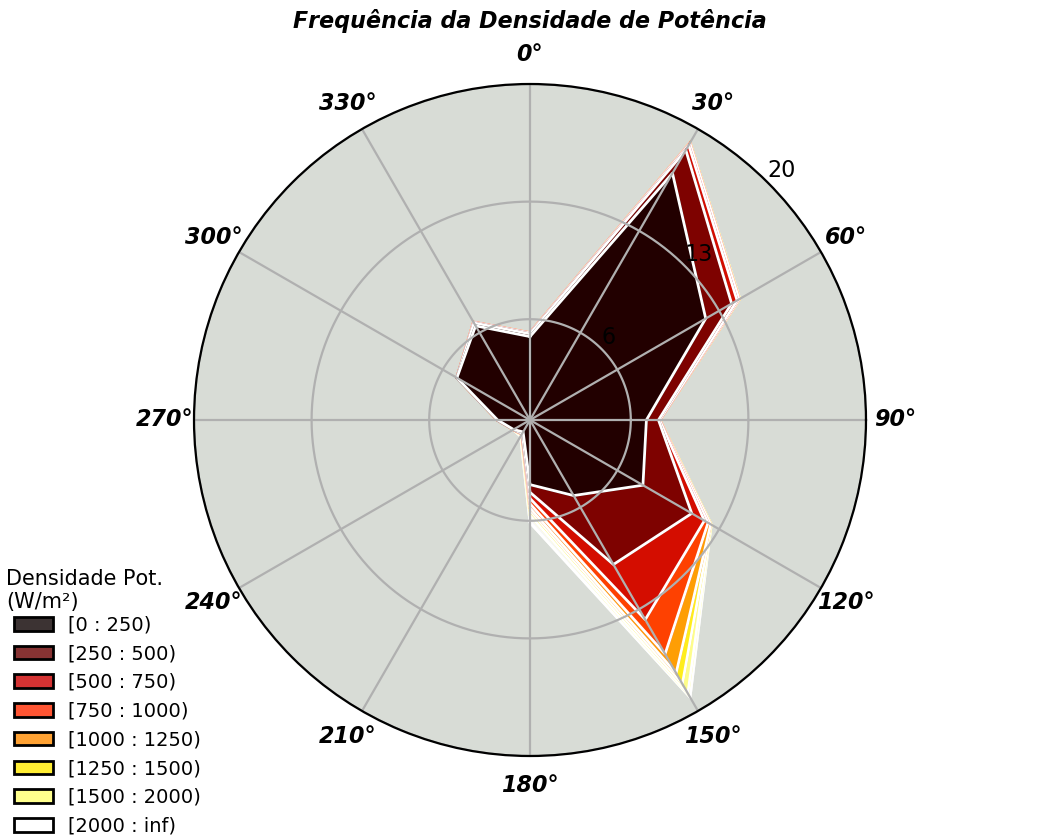 Frequência da Densidade de Potência
0°
330°
30°
20
300°
60°
13
6
270°
90°
240°
120°
210°
150°
180°
Densidade Pot.
(W/m²)
[0 : 250)
[250 : 500)
[500 : 750)
[750 : 1000)
[1000 : 1250)
[1250 : 1500)
[1500 : 2000)
[2000 : inf)